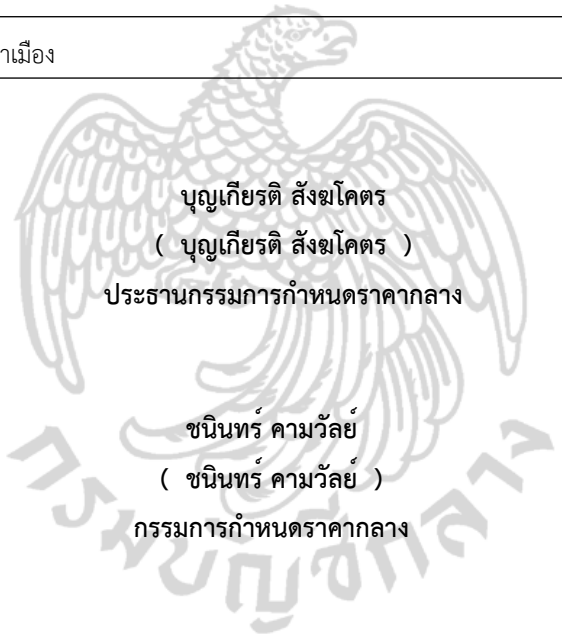 าเมือง
บุญเกียรติ สังฆโคตร
( บุญเกียรติ สังฆโคตร )
ประธานกรรมการกำหนดราคากลาง
ชนินทร์ คามวัลย์
( ชนินทร์ คามวัลย์ )
กรรมการกำหนดราคากลาง
กรมบัญชีกลาง